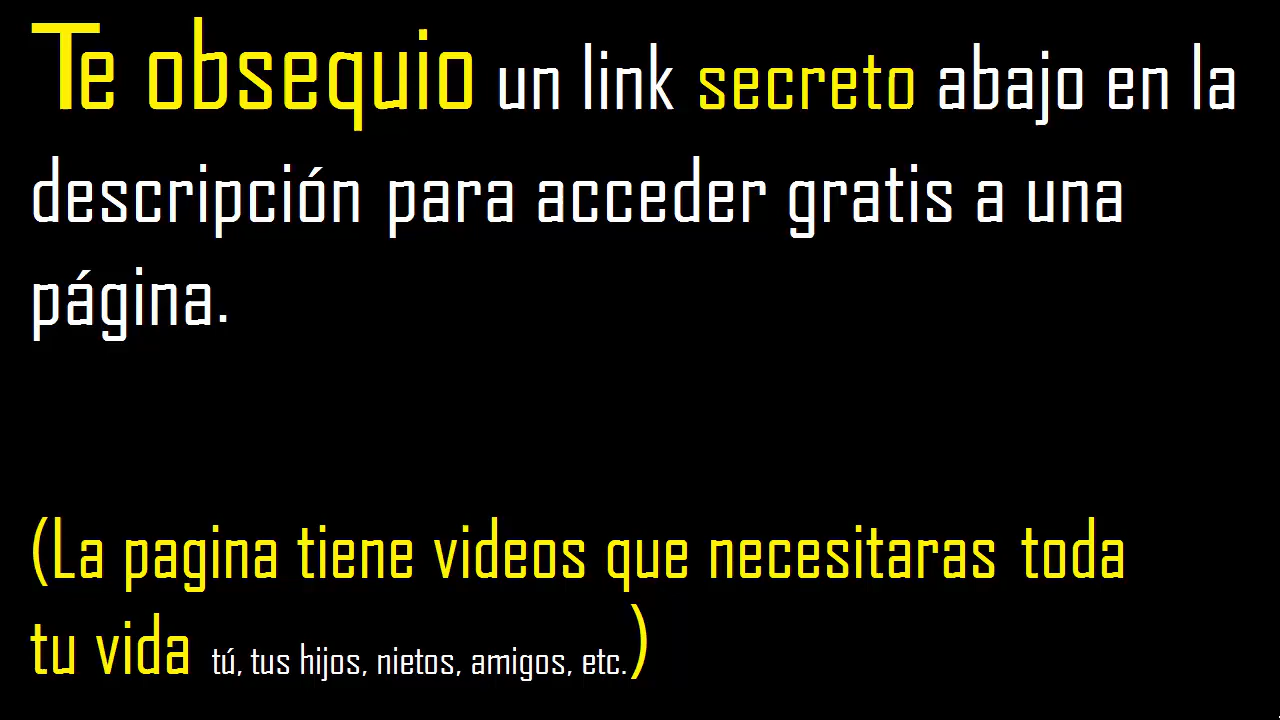 Te obsequio un link secreto abajo en la
descripción para acceder gratis a una
página.
(La pagina tiene videos que necesitaras toda
tu vida tú, tus hijos, nietos, amigos, etc.)